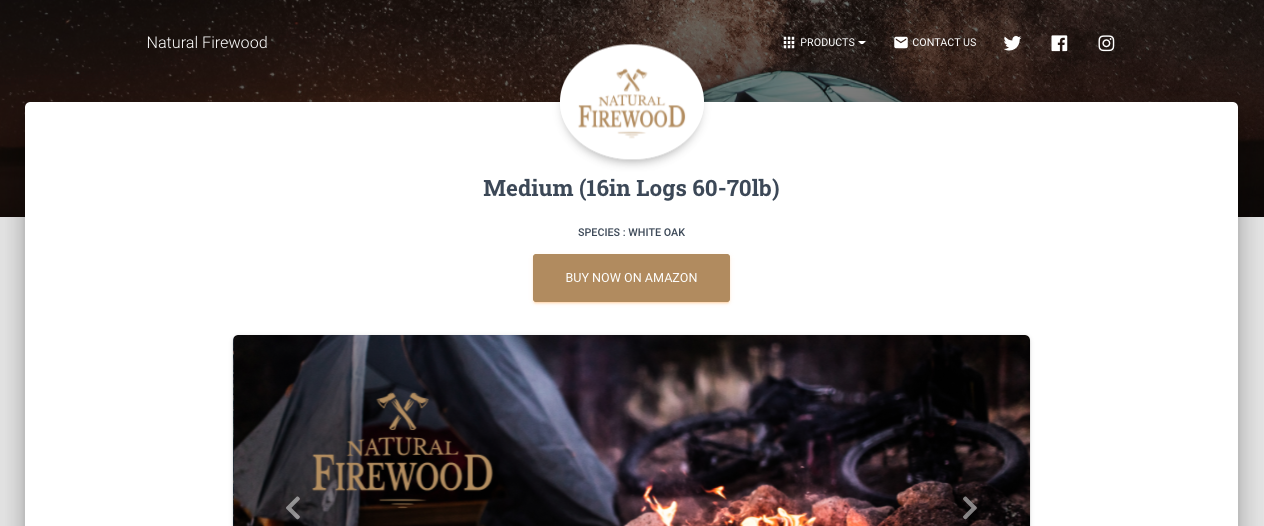 Natural Firewood
PRODUCTS
CONTACT US
NATURAL
FIREWOOD
Medium (16in Logs 60-70lb)
SPECIES : WHITE OAK
BUY NOW ON AMAZON
NATURAL
FIREWOOD